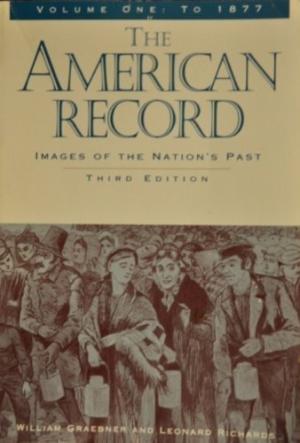 VOLUME ONE: TO 1877
THE
AMERICAN
RECORD
IMAGES OF THE NATION'S PAST
THIRD EDITION
WILLIAM GRAEBNER AND LEONARD RICHARDS